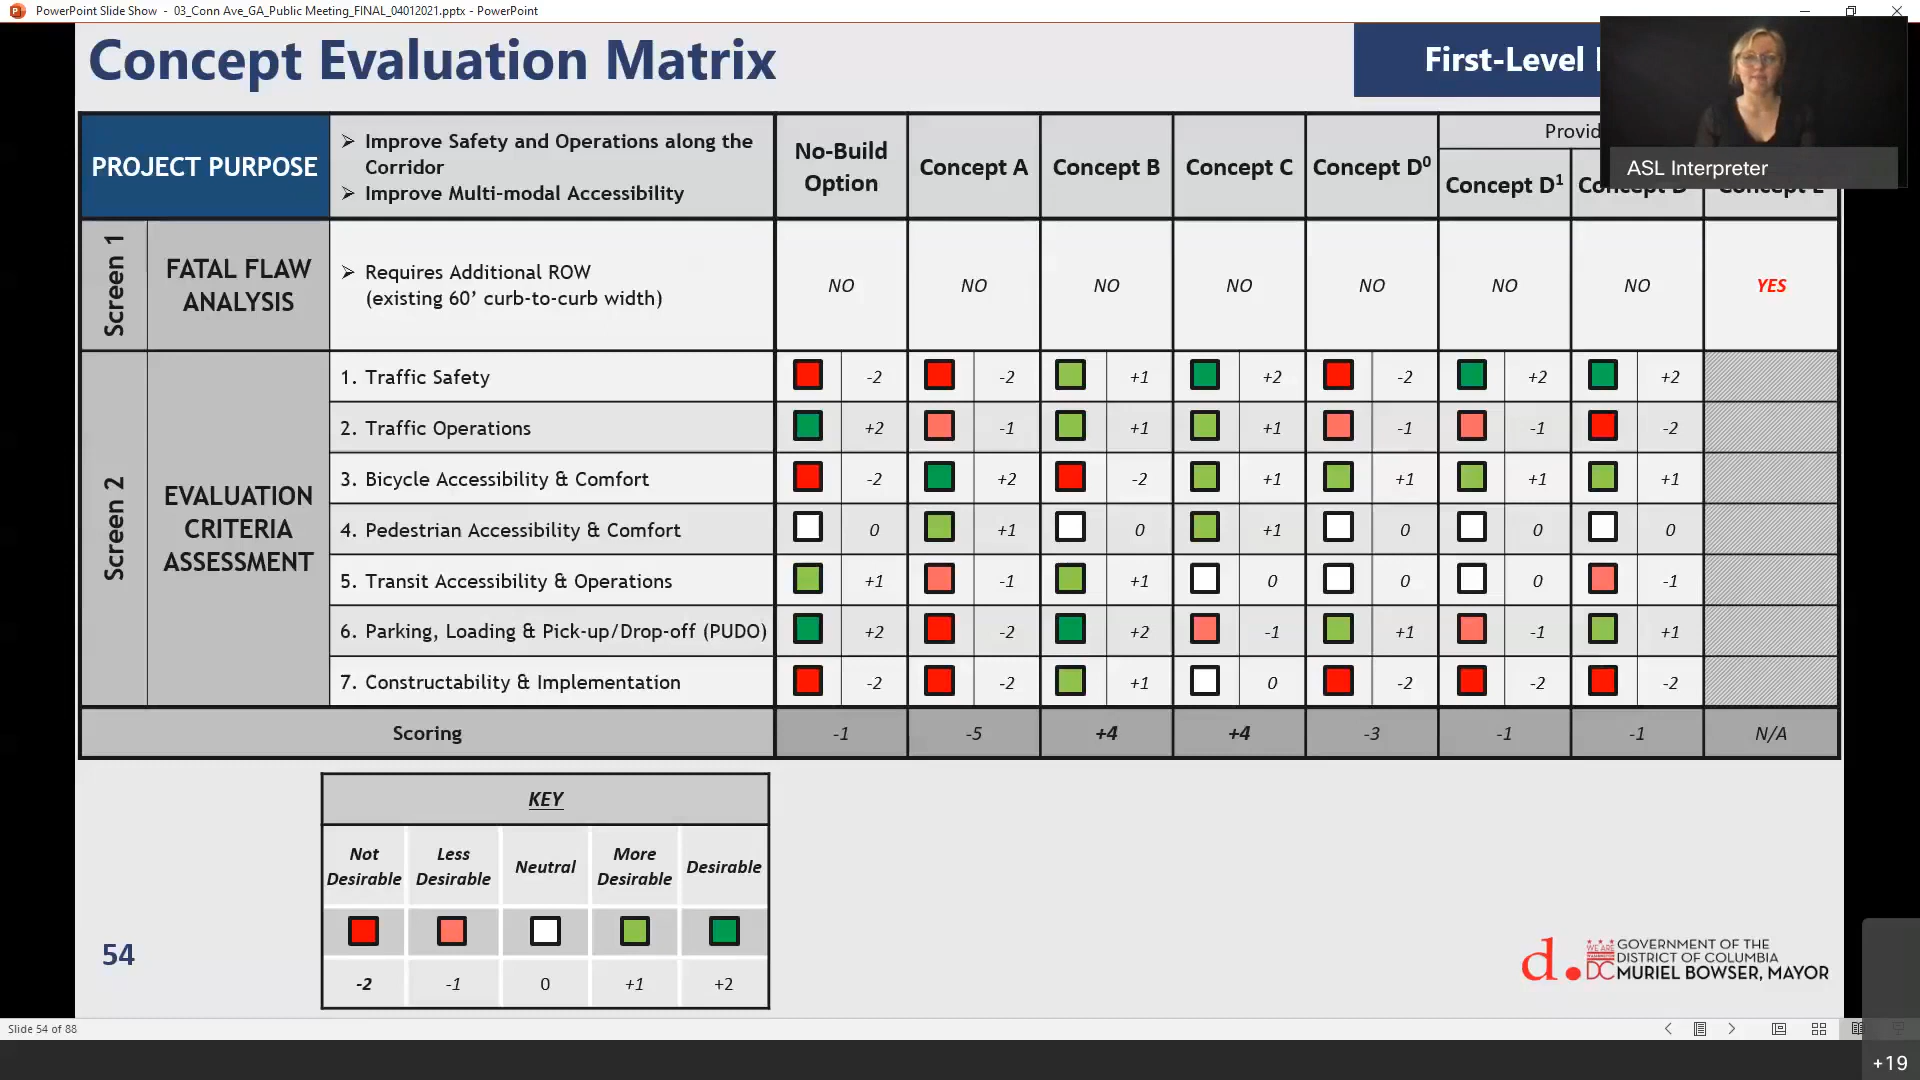 PowerPoint Slide Show - 03_Conn Ave_GA_Public Meeting_FINAL_04012021.pptx - PowerPoint
Concept Evaluation Matrix
First-Level
ASL Interpreter
PROJECT PURPOSE
➢ Improve Safety and Operations along the
Corridor
➢ Improve Multi-modal Accessibility
No-Build
Option
Concept A
Concept B
Concept C
Concept D⁰
Concept D¹
Screen 1
FATAL FLAW
ANALYSIS
➢ Requires Additional ROW
(existing 60’ curb-to-curb width)
NO NO NO NO NO NO NO YES
Screen 2
EVALUATION
CRITERIA
ASSESSMENT
1. Traffic Safety -2 -2 +1 +2 -2 +2 +2
2. Traffic Operations +2 -1 +1 +1 -1 -1 -2
3. Bicycle Accessibility & Comfort -2 +2 -2 +1 +1 +1 +1
4. Pedestrian Accessibility & Comfort 0 +1 0 +1 0 0 0
5. Transit Accessibility & Operations +1 -1 +1 0 0 0 -1
6. Parking, Loading & Pick-up/Drop-off (PUDO) +2 -2 +2 -1 +1 -1 +1
7. Constructability & Implementation -2 -2 +1 0 -2 -2 -2
Scoring -1 -5 +4 +4 -3 -1 -1 N/A
KEY
Not
Desirable
Less
Desirable
Neutral
More
Desirable
Desirable
-2 -1 0 +1 +2
54
d.
WE ARE
WASHINGTON
DC
GOVERNMENT OF THE
DISTRICT OF COLUMBIA
MURIEL BOWSER, MAYOR
Slide 54 of 88
+19